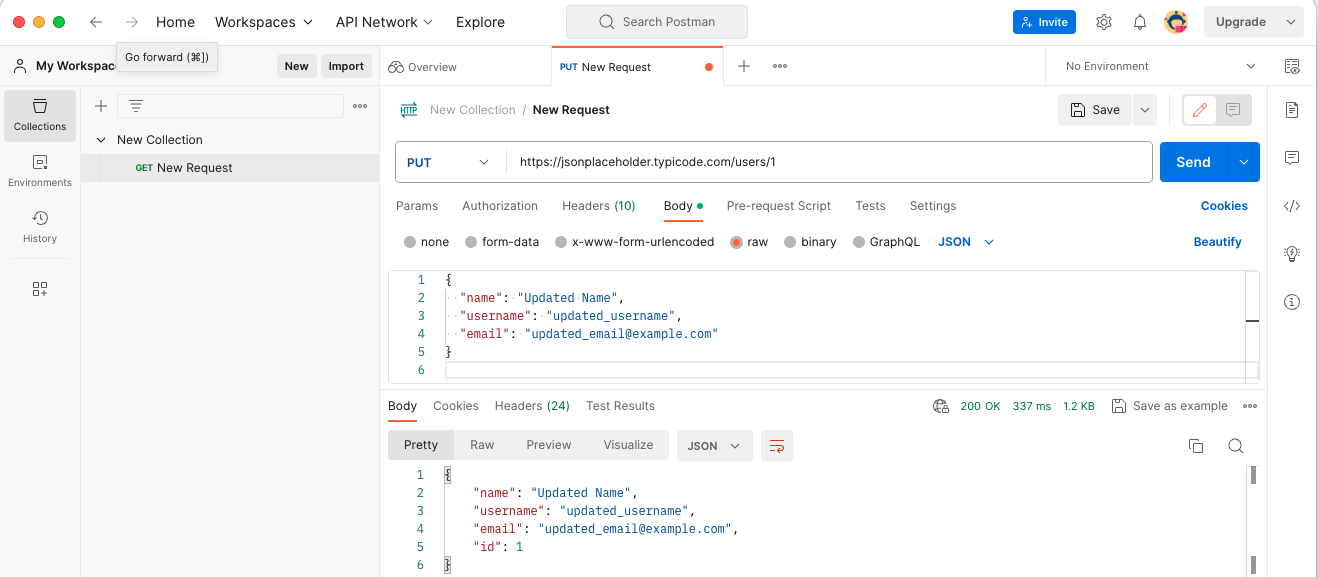 Home Workspaces API Network Explore Search Postman Invite Upgrade
Go forward (⌘])
My Workspac New Import Overview PUT New Request No Environment
Collections
Environments
History
New Collection
GET New Request
HTTP New Collection / New Request Save
PUT https://jsonplaceholder.typicode.com/users/1 Send
Params Authorization Headers (10) Body Pre-request Script Tests Settings Cookies
none form-data x-www-form-urlencoded raw binary GraphQL JSON Beautify
1 {
2 "name": "Updated Name",
3 "username": "updated_username",
4 "email": "updated_email@example.com"
5 }
6
Body Cookies Headers (24) Test Results 200 OK 337 ms 1.2 KB Save as example
Pretty Raw Preview Visualize JSON
1 {
2 "name": "Updated Name",
3 "username": "updated_username",
4 "email": "updated_email@example.com",
5 "id": 1
6 }